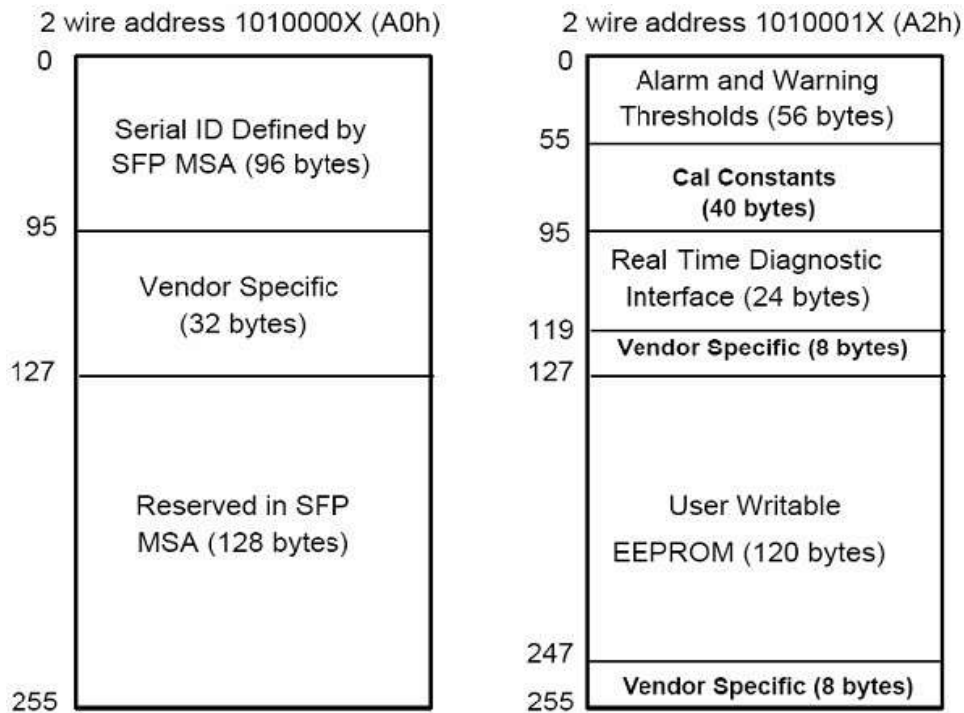 2 wire address 1010000X (A0h)
0
Serial ID Defined by
SFP MSA (96 bytes)
95
Vendor Specific
(32 bytes)
127
Reserved in SFP
MSA (128 bytes)
255
2 wire address 1010001X (A2h)
0
Alarm and Warning
Thresholds (56 bytes)
55
Cal Constants
(40 bytes)
95
Real Time Diagnostic
Interface (24 bytes)
119
Vendor Specific (8 bytes)
127
User Writable
EEPROM (120 bytes)
247
Vendor Specific (8 bytes)
255